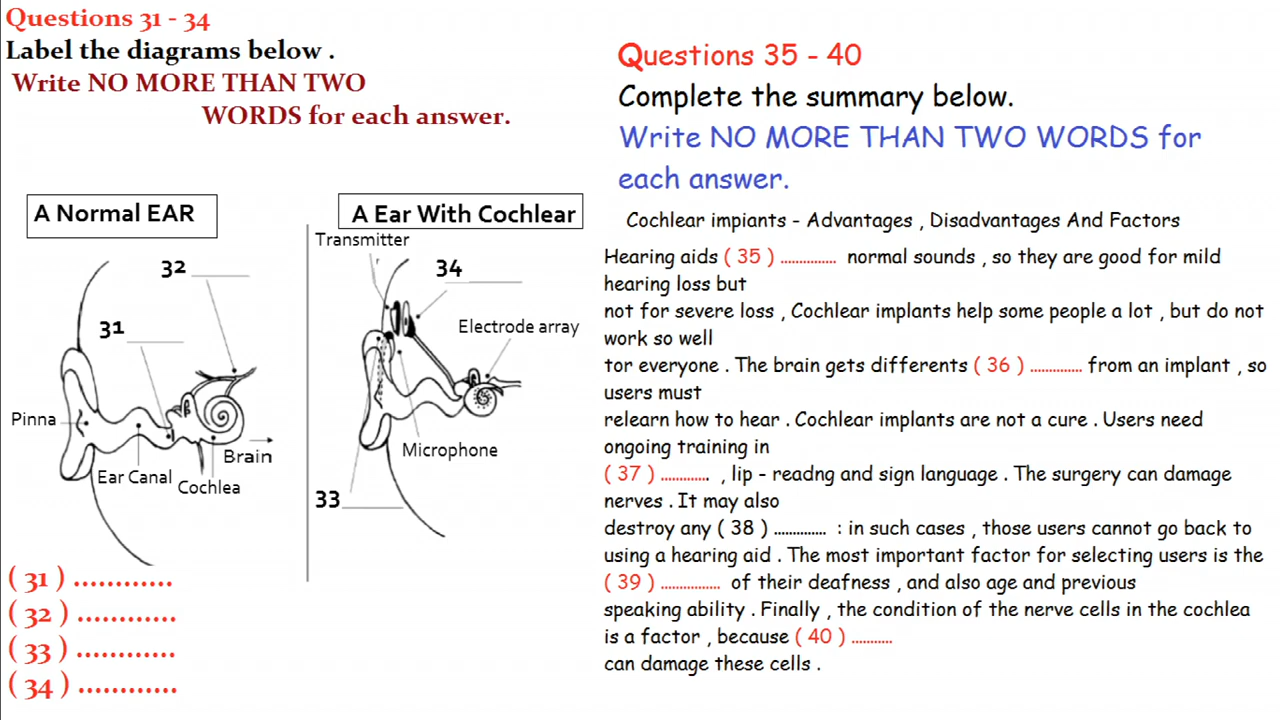 Questions 31 - 34
Label the diagrams below .
Write NO MORE THAN TWO
WORDS for each answer.
A Normal EAR
32
31
Pinna
Ear Canal
Cochlea
Brain
A Ear With Cochlear
Transmitter
34
Electrode array
Microphone
33
( 31 ) ............
( 32 ) ............
( 33 ) ............
( 34 ) ............
Questions 35 - 40
Complete the summary below.
Write NO MORE THAN TWO WORDS for
each answer.
Cochlear impiants - Advantages , Disadvantages And Factors
Hearing aids ( 35 ) .............. normal sounds , so they are good for mild
hearing loss but
not for severe loss , Cochlear implants help some people a lot , but do not
work so well
tor everyone . The brain gets differents ( 36 ) ............. from an implant , so
users must
relearn how to hear . Cochlear implants are not a cure . Users need
ongoing training in
( 37 ) ............. , lip - readng and sign language . The surgery can damage
nerves . It may also
destroy any ( 38 ) ............. : in such cases , those users cannot go back to
using a hearing aid . The most important factor for selecting users is the
( 39 ) ............... of their deafness , and also age and previous
speaking ability . Finally , the condition of the nerve cells in the cochlea
is a factor , because ( 40 ) ...........
can damage these cells .